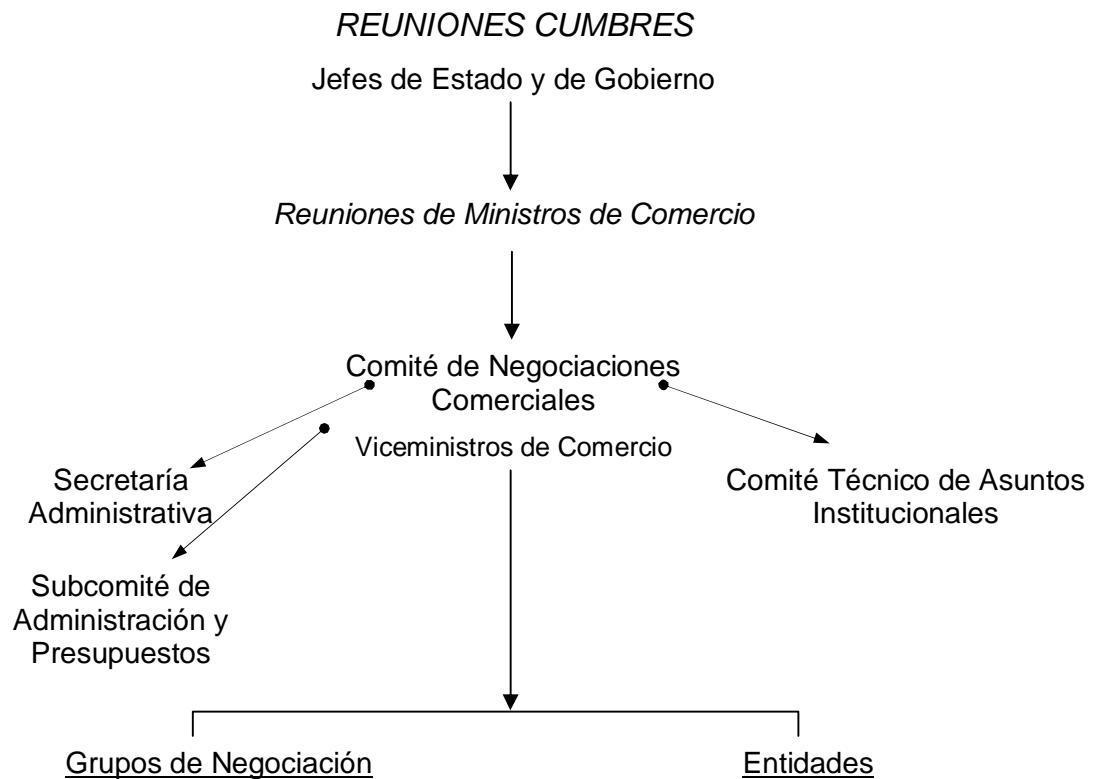 REUNIONES CUMBRES
Jefes de Estado y de Gobierno
Reuniones de Ministros de Comercio
Comité de Negociaciones
Comerciales
Viceministros de Comercio
Secretaría
Administrativa
Subcomité de
Administración y
Presupuestos
Comité Técnico de Asuntos
Institucionales
Grupos de Negociación
Entidades